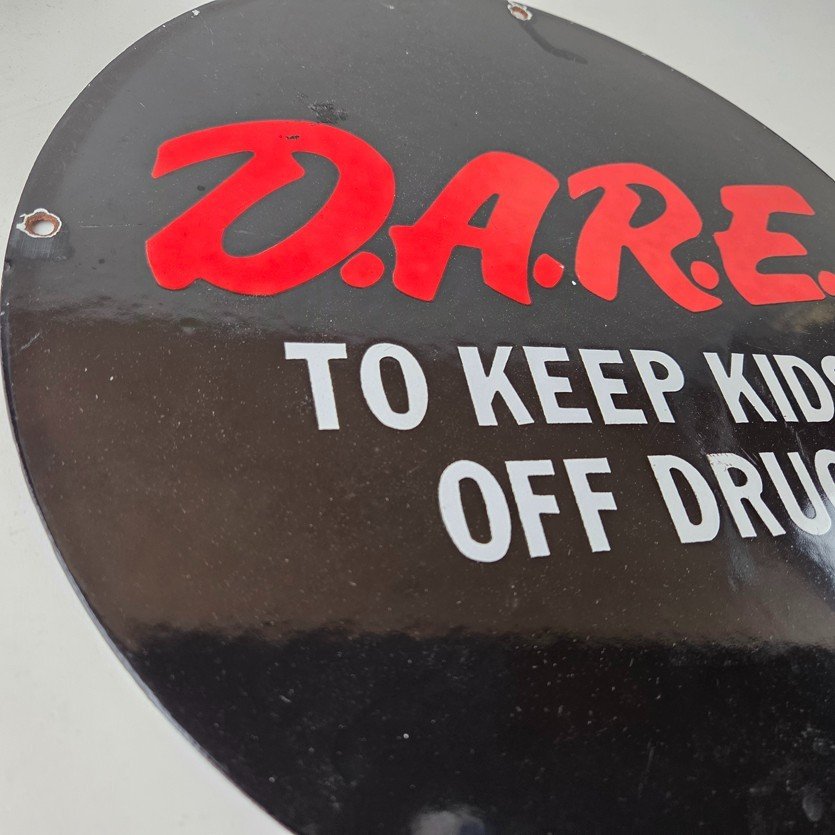 D.A.R.E.
TO KEEP KIDS
OFF DRUG